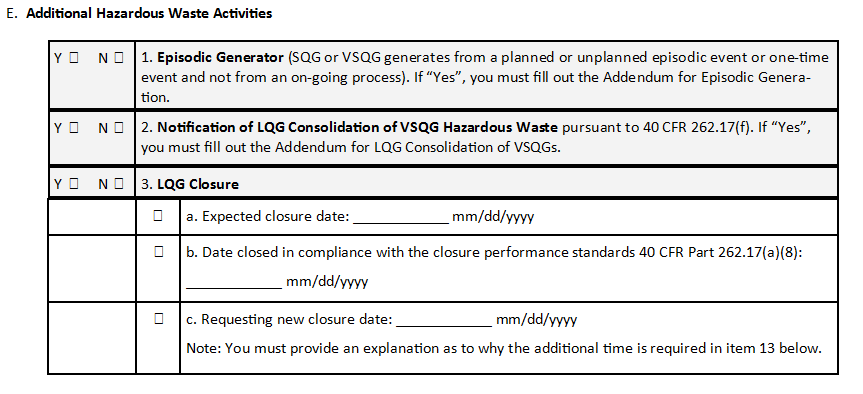 E. Additional Hazardous Waste Activities
Y ☐ N ☐ 1. Episodic Generator (SQG or VSQG generates from a planned or unplanned episodic event or one-time
event and not from an on-going process). If “Yes”, you must fill out the Addendum for Episodic Genera-
tion.
Y ☐ N ☐ 2. Notification of LQG Consolidation of VSQG Hazardous Waste pursuant to 40 CFR 262.17(f). If “Yes”,
you must fill out the Addendum for LQG Consolidation of VSQGs.
Y ☐ N ☐ 3. LQG Closure
☐ a. Expected closure date: ____________ mm/dd/yyyy
☐ b. Date closed in compliance with the closure performance standards 40 CFR Part 262.17(a)(8):
____________ mm/dd/yyyy
☐ c. Requesting new closure date: ____________ mm/dd/yyyy
Note: You must provide an explanation as to why the additional time is required in item 13 below.